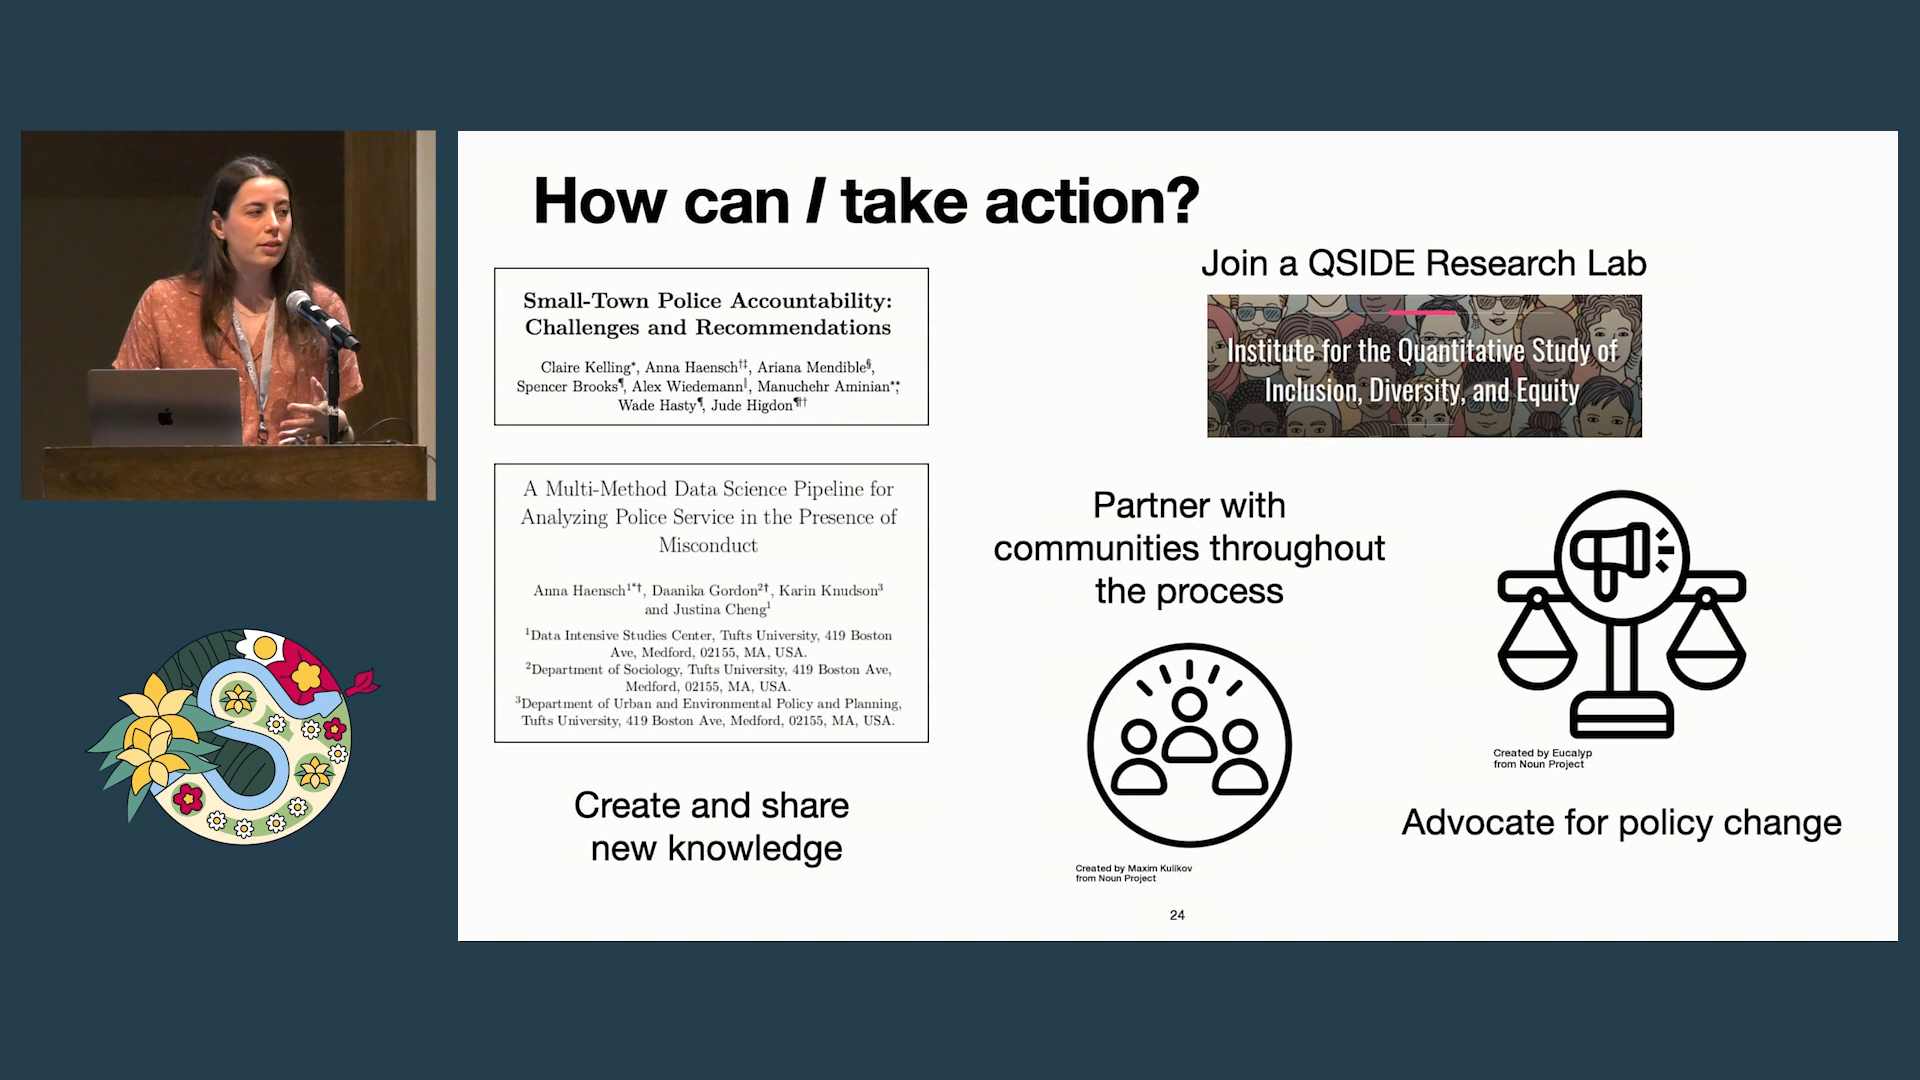 How can I take action?
Small-Town Police Accountability:
Challenges and Recommendations
Claire Kelling*, Anna Haensch††, Ariana Mendible§,
Spencer Brooks¶, Alex Wiedemann‖, Manuchehr Aminian**,
Wade Hasty¶, Jude Higdon¶††
A Multi-Method Data Science Pipeline for
Analyzing Police Service in the Presence of
Misconduct
Anna Haensch1*†, Daanika Gordon2†, Karin Knudson3
and Justina Cheng1
1Data Intensive Studies Center, Tufts University, 419 Boston
Ave, Medford, 02155, MA, USA.
2Department of Sociology, Tufts University, 419 Boston Ave,
Medford, 02155, MA, USA.
3Department of Urban and Environmental Policy and Planning,
Tufts University, 419 Boston Ave, Medford, 02155, MA, USA.
Create and share
new knowledge
Join a QSIDE Research Lab
Institute for the Quantitative Study of
Inclusion, Diversity, and Equity
Partner with
communities throughout
the process
Created by Maxim Kulikov
from Noun Project
Created by Eucalyp
from Noun Project
Advocate for policy change
24